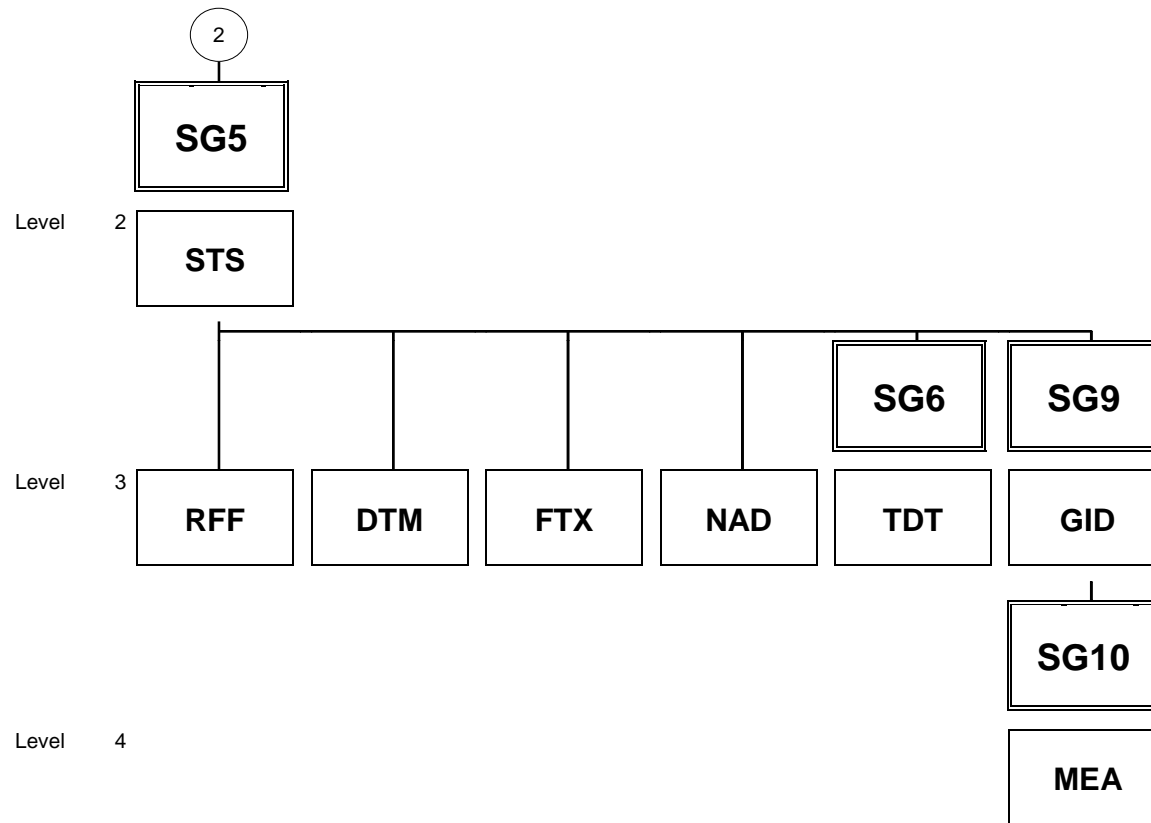 2
SG5
Level 2
STS
SG6 SG9
Level 3
RFF DTM FTX NAD TDT GID
SG10
Level 4
MEA